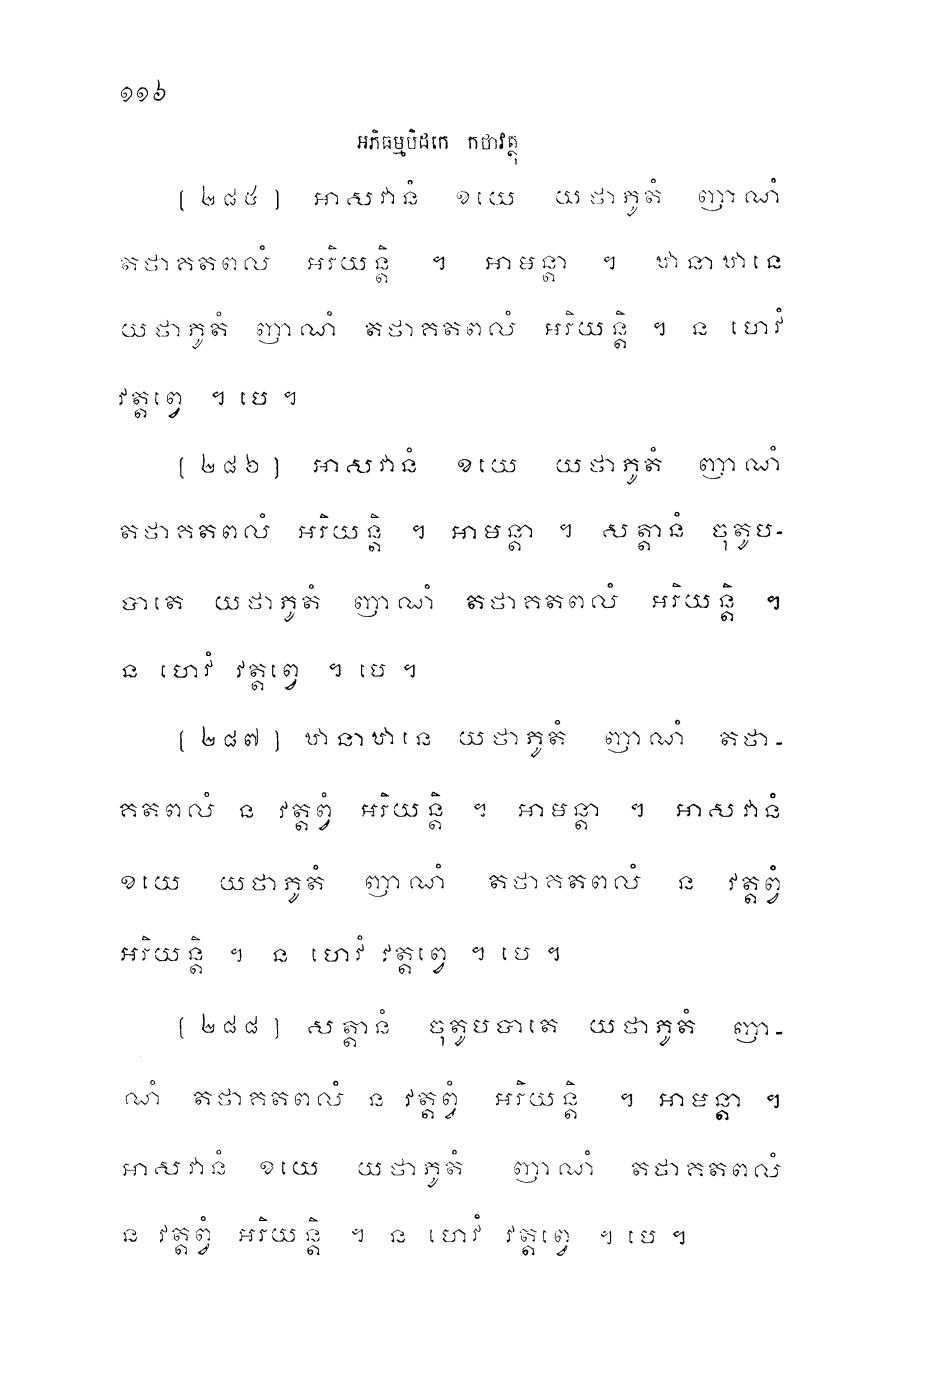 ១១៦
អភិធម្មបិដកេ កថាវត្ថុ
[ ២៨៥ ] អាសវានំ ខយេ យថាភូតំ ញាណំ
តថាគតពលំ អរិយន្តិ ។ អាមន្តា ។ ឋានាឋានេ
យថាភូតំ ញាណំ តថាគតពលំ អរិយន្តិ ។ ន ហេវំ
វត្តព្វេ ។ បេ ។
[ ២៨៦ ] អាសវានំ ខយេ យថាភូតំ ញាណំ
តថាគតពលំ អរិយន្តិ ។ អាមន្តា ។ សត្តានំ ចុតូប-
បាតេ យថាភូតំ ញាណំ តថាគតពលំ អរិយន្តិ ។
ន ហេវំ វត្តព្វេ ។ បេ ។
[ ២៨៧ ] ឋានាឋានេ យថាភូតំ ញាណំ តថា-
គតពលំ ន វត្តព្វំ អរិយន្តិ ។ អាមន្តា ។ អាសវានំ
ខយេ យថាភូតំ ញាណំ តថាគតពលំ ន វត្តព្វំ
អរិយន្តិ ។ ន ហេវំ វត្តព្វេ ។ បេ ។
[ ២៨៨ ] សត្តានំ ចុតូបបាតេ យថាភូតំ ញា-
ណំ តថាគតពលំ ន វត្តព្វំ អរិយន្តិ ។ អាមន្តា ។
អាសវានំ ខយេ យថាភូតំ ញាណំ តថាគតពលំ
ន វត្តព្វំ អរិយន្តិ ។ ន ហេវំ វត្តព្វេ ។ បេ ។